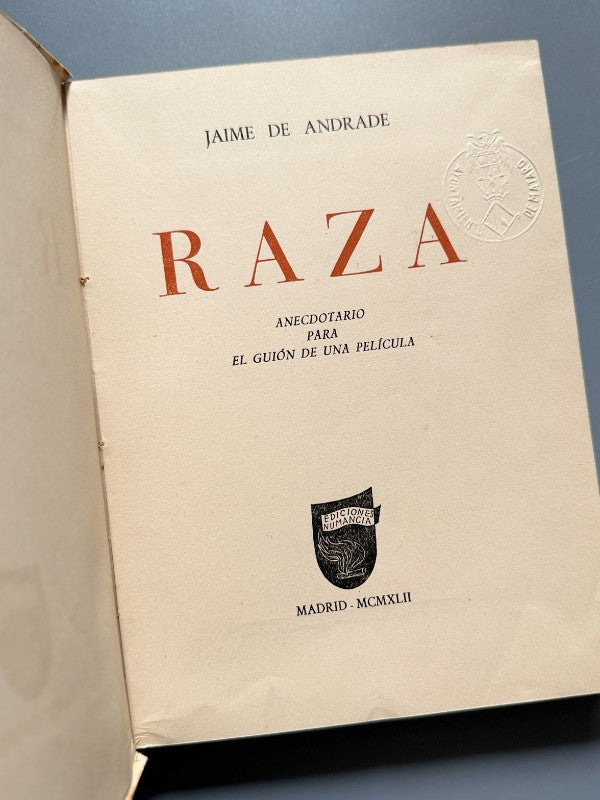 JAIME DE ANDRADE
RAZA
ANECDOTARIO
PARA
EL GUIÓN DE UNA PELÍCULA
EDICIONES
NUMANCIA
MADRID - MCMXLII